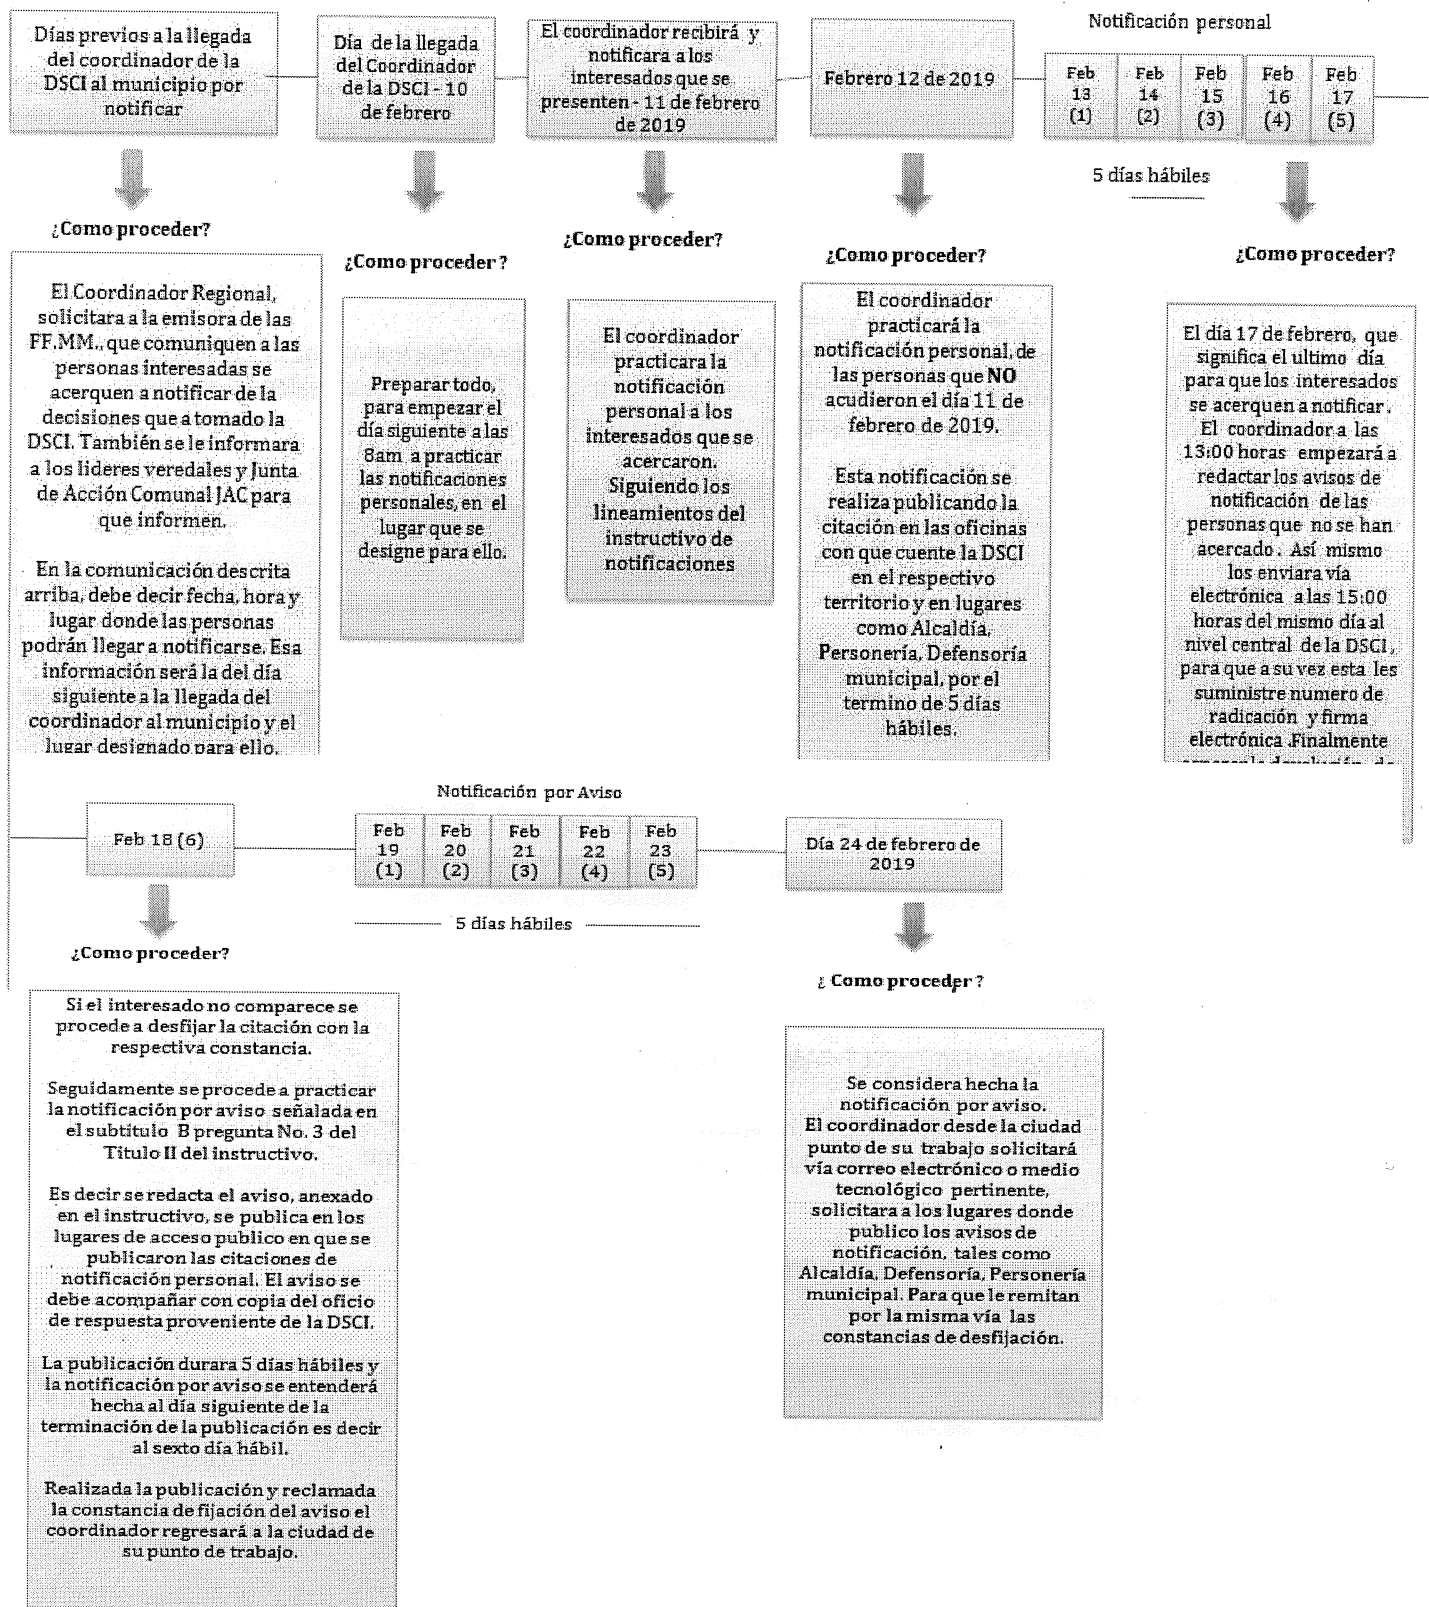 Días previos a la llegada
del coordinador de la
DSCI al municipio por
notificar
Día de la llegada
del Coordinador
de la DSCI - 10
de febrero
El coordinador recibirá y
notificara a los
interesados que se
presenten - 11 de febrero
de 2019
Febrero 12 de 2019
Notificación personal
Feb
13
(1)
Feb
14
(2)
Feb
15
(3)
Feb
16
(4)
Feb
17
(5)
5 días hábiles
¿Como proceder?
El Coordinador Regional,
solicitara a la emisora de las
FF.MM., que comuniquen a las
personas interesadas se
acerquen a notificar de la
decisiones que a tomado la
DSCI. También se le informara
a los lideres veredales y Junta
de Acción Comunal JAC para
que informen.
En la comunicación descrita
arriba, debe decir fecha, hora y
lugar donde las personas
podrán llegar a notificarse. Esa
información será la del día
siguiente a la llegada del
coordinador al municipio y el
lugar designado para ello.
¿Como proceder ?
Preparar todo,
para empezar el
día siguiente a las
8am a practicar
las notificaciones
personales, en el
lugar que se
designe para ello.
¿Como proceder?
El coordinador
practicara la
notificación
personal a los
interesados que se
acercaron.
Siguiendo los
lineamientos del
instructivo de
notificaciones
¿Como proceder?
El coordinador
practicará la
notificación personal, de
las personas que NO
acudieron el día 11 de
febrero de 2019.
Esta notificación se
realiza publicando la
citación en las oficinas
con que cuente la DSCI
en el respectivo
territorio y en lugares
como Alcaldía,
Personería, Defensoría
municipal, por el
termino de 5 días
hábiles.
¿Como proceder?
El día 17 de febrero, que
significa el ultimo día
para que los interesados
se acerquen a notificar.
El coordinador a las
13:00 horas empezará a
redactar los avisos de
notificación de las
personas que no se han
acercado. Así mismo
los enviara vía
electrónica a las 15:00
horas del mismo día al
nivel central de la DSCI,
para que a su vez esta les
suministre numero de
radicación y firma
electrónica .Finalmente
Feb 18 (6)
Notificación por Aviso
Feb
19
(1)
Feb
20
(2)
Feb
21
(3)
Feb
22
(4)
Feb
23
(5)
5 días hábiles
Día 24 de febrero de
2019
¿Como proceder?
Si el interesado no comparece se
procede a desfijar la citación con la
respectiva constancia.
Seguidamente se procede a practicar
la notificación por aviso señalada en
el subtitulo B pregunta No. 3 del
Titulo II del instructivo.
Es decir se redacta el aviso, anexado
en el instructivo, se publica en los
lugares de acceso publico en que se
publicaron las citaciones de
notificación personal. El aviso se
debe acompañar con copia del oficio
de respuesta proveniente de la DSCI.
La publicación durara 5 días hábiles y
la notificación por aviso se entenderá
hecha al día siguiente de la
terminación de la publicación es decir
al sexto día hábil.
Realizada la publicación y reclamada
la constancia de fijación del aviso el
coordinador regresará a la ciudad de
su punto de trabajo.
¿ Como proceder ?
Se considera hecha la
notificación por aviso.
El coordinador desde la ciudad
punto de su trabajo solicitará
vía correo electrónico o medio
tecnológico pertinente,
solicitara a los lugares donde
publico los avisos de
notificación, tales como
Alcaldía, Defensoría, Personería
municipal. Para que le remitan
por la misma vía las
constancias de desfijación.